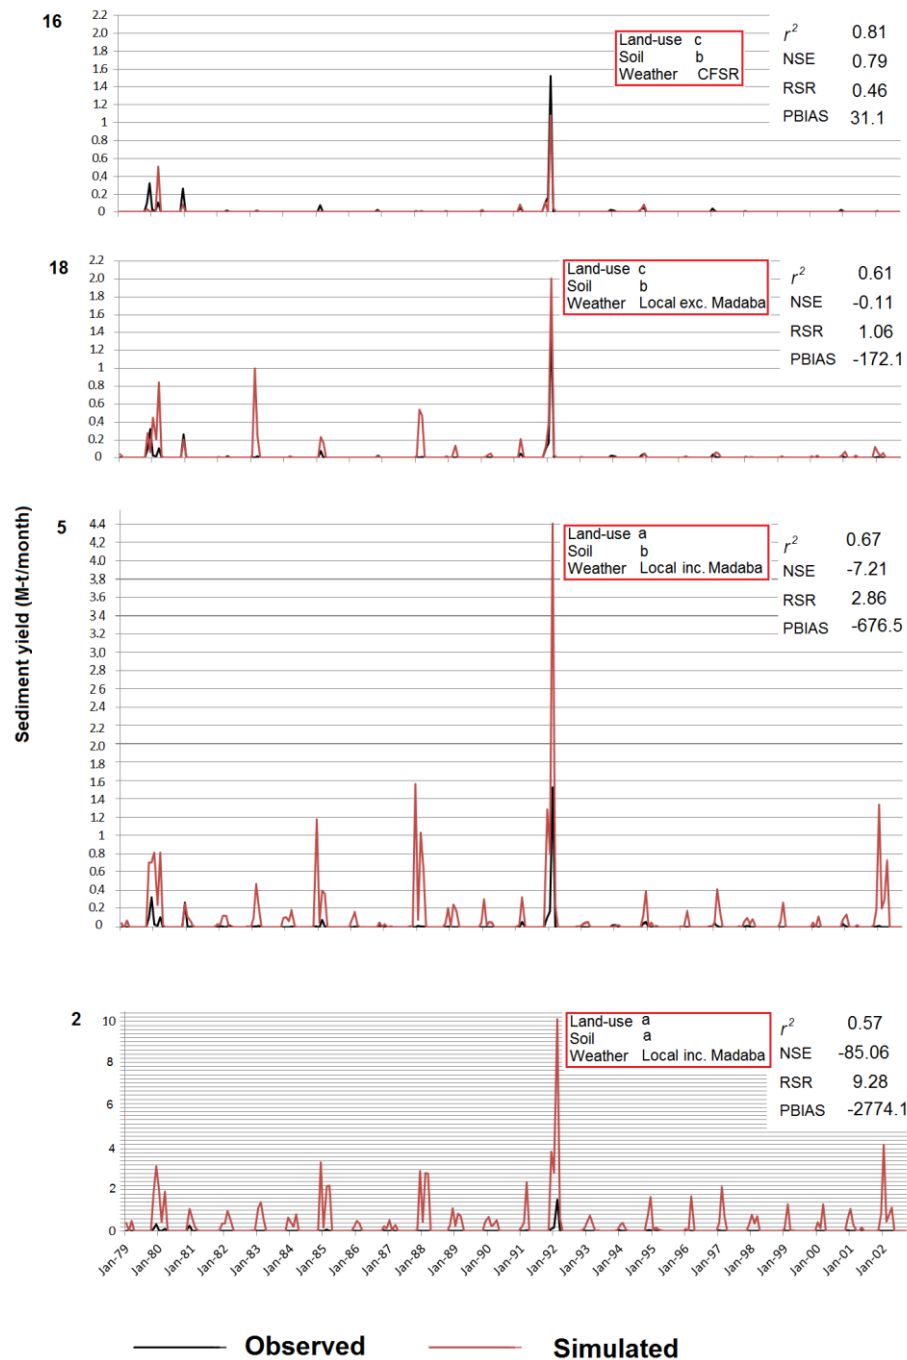 16
2.2
2.0
1.8
1.6
1.4
1.2
1
0.8
0.6
0.4
0.2
0
Land-use c
Soil b
Weather CFSR
r² 0.81
NSE 0.79
RSR 0.46
PBIAS 31.1
18
2.2
2.0
1.8
1.6
1.4
1.2
1
0.8
0.6
0.4
0.2
0
Land-use c
Soil b
Weather Local exc. Madaba
r² 0.61
NSE -0.11
RSR 1.06
PBIAS -172.1
Sediment yield (M-t/month)
5
4.4
4.2
4.0
3.8
3.6
3.4
3.2
3.0
2.8
2.6
2.4
2.2
2.0
1.8
1.6
1.4
1.2
1
0.8
0.6
0.4
0.2
0
Land-use a
Soil b
Weather Local inc. Madaba
r² 0.67
NSE -7.21
RSR 2.86
PBIAS -676.5
2
10
8
6
4
2
0
Land-use a
Soil a
Weather Local inc. Madaba
r² 0.57
NSE -85.06
RSR 9.28
PBIAS -2774.1
Jan-79 Jan-80 Jan-81 Jan-82 Jan-83 Jan-84 Jan-85 Jan-86 Jan-87 Jan-88 Jan-89 Jan-90 Jan-91 Jan-92 Jan-93 Jan-94 Jan-95 Jan-96 Jan-97 Jan-98 Jan-99 Jan-00 Jan-01 Jan-02
Observed Simulated